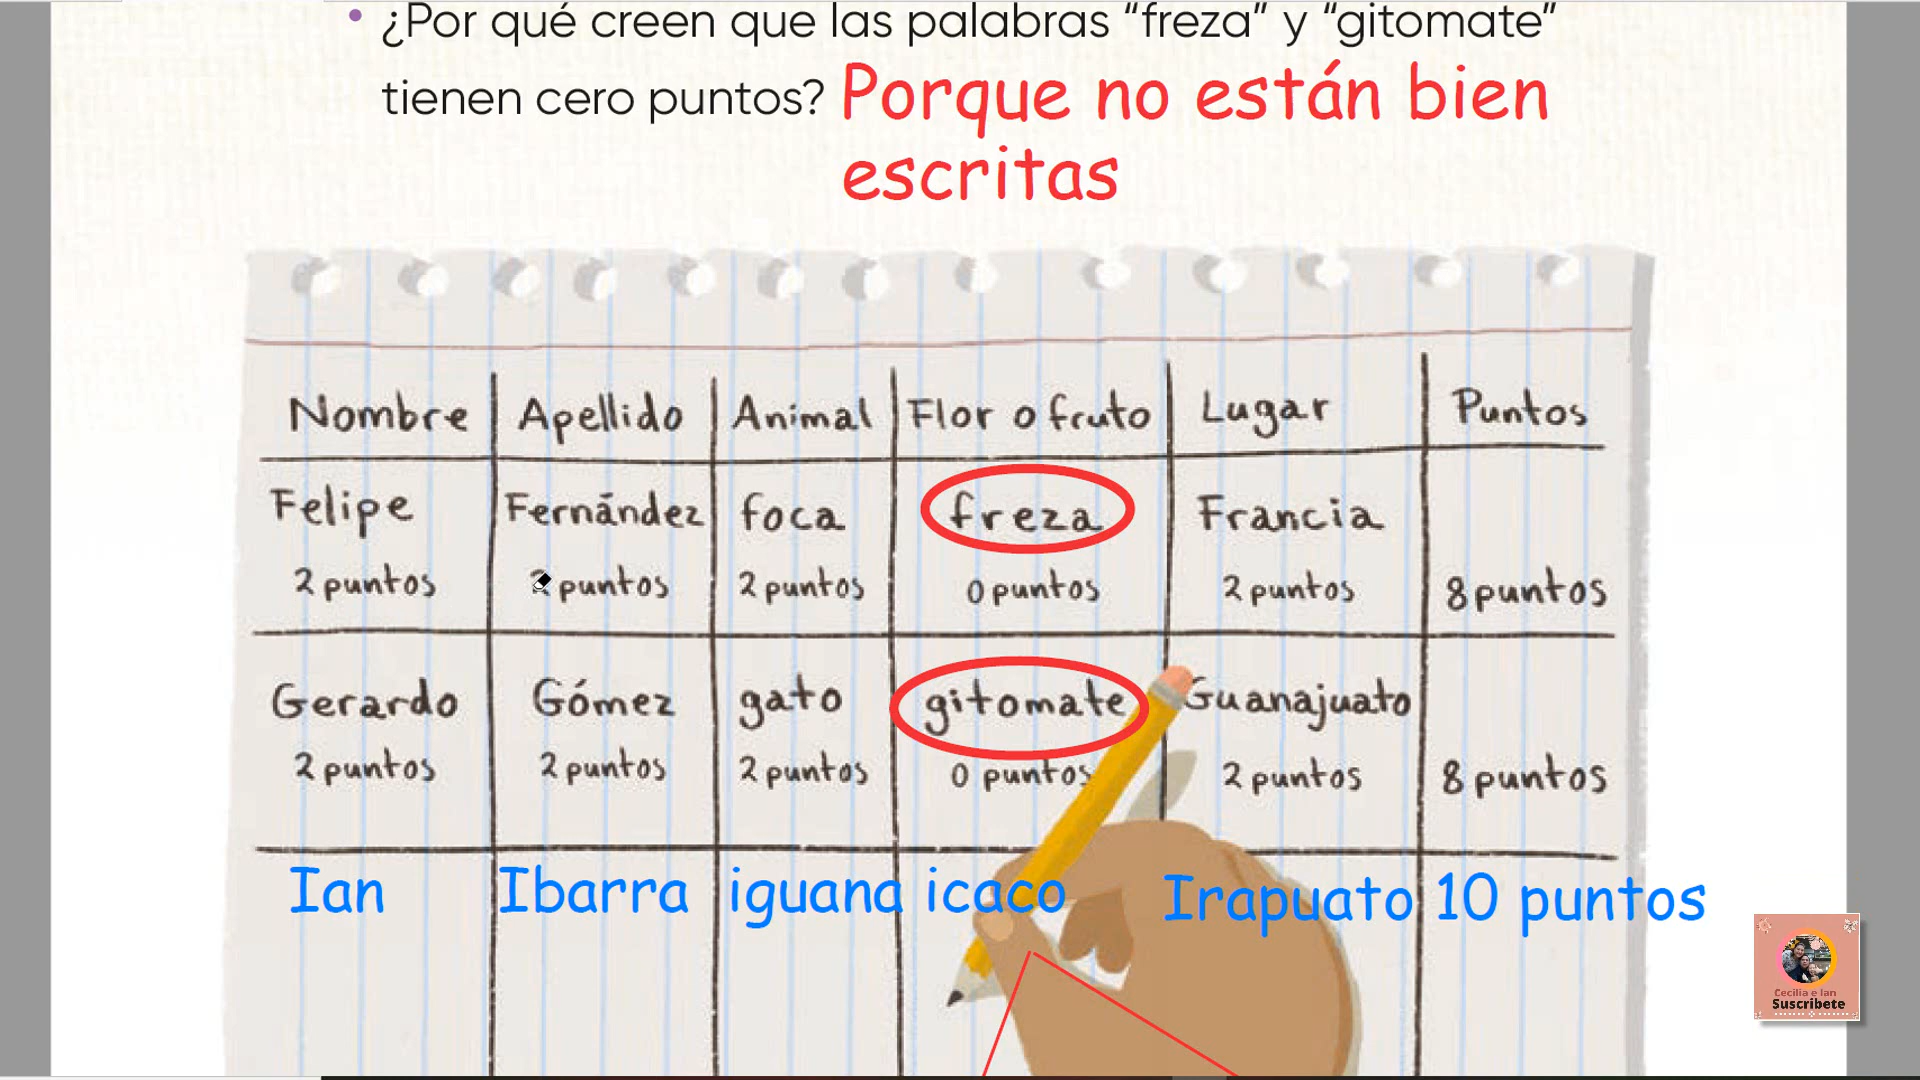 • ¿Por qué creen que las palabras “freza” y “gitomate”
tienen cero puntos? Porque no están bien
escritas
Nombre Apellido Animal Flor o fruto Lugar Puntos
Felipe Fernández foca freza Francia
2 puntos 2 puntos 2 puntos 0 puntos 2 puntos 8 puntos
Gerardo Gómez gato gitomate Guanajuato
2 puntos 2 puntos 2 puntos 0 puntos 2 puntos 8 puntos
Ian Ibarra iguana icaco Irapuato 10 puntos
Cecilia e Ian
Suscribete